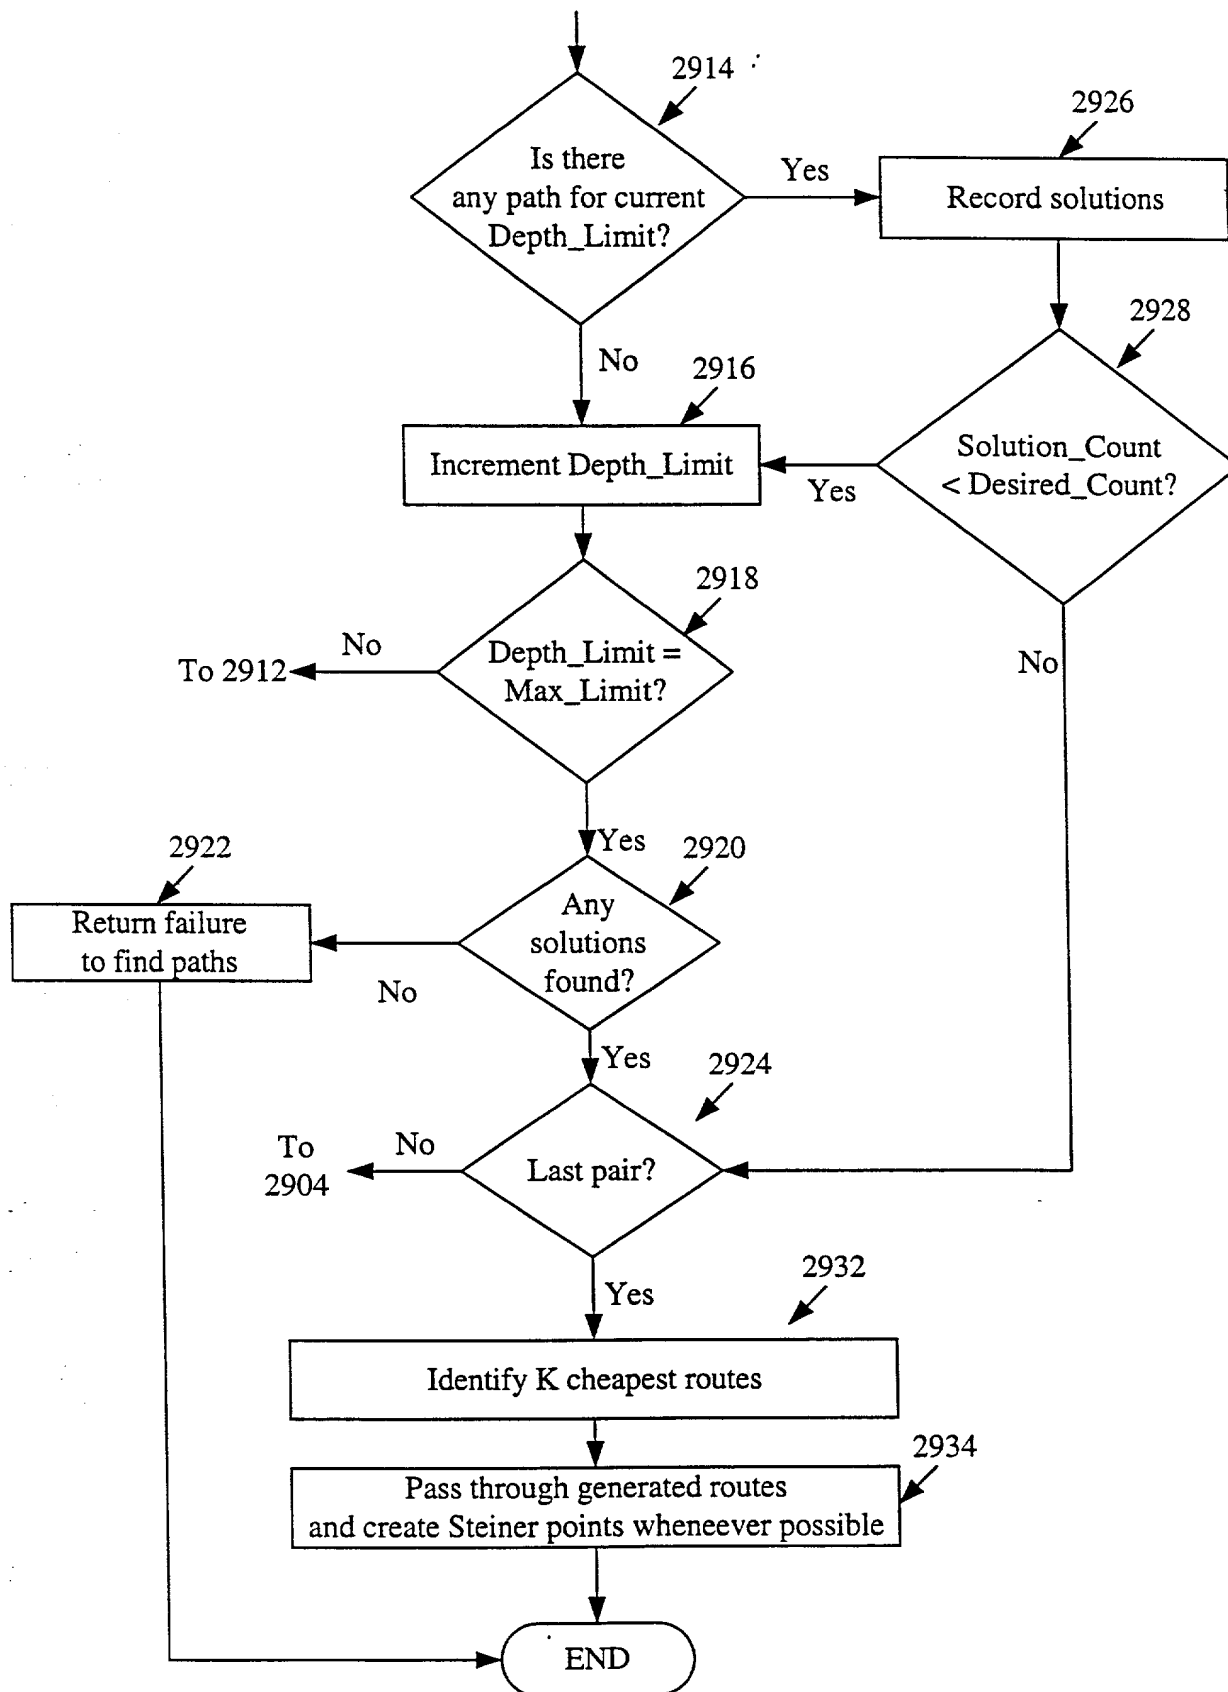 2914
Is there
any path for current
Depth_Limit?
Yes
2926
Record solutions
2928
No
2916
Increment Depth_Limit
Yes
Solution_Count
< Desired_Count?
2918
Depth_Limit =
Max_Limit?
No
To 2912
No
Yes
2922
Return failure
to find paths
2920
Any
solutions
found?
No
Yes
2924
Last pair?
No
To
2904
Yes
2932
Identify K cheapest routes
2934
Pass through generated routes
and create Steiner points wheneever possible
END